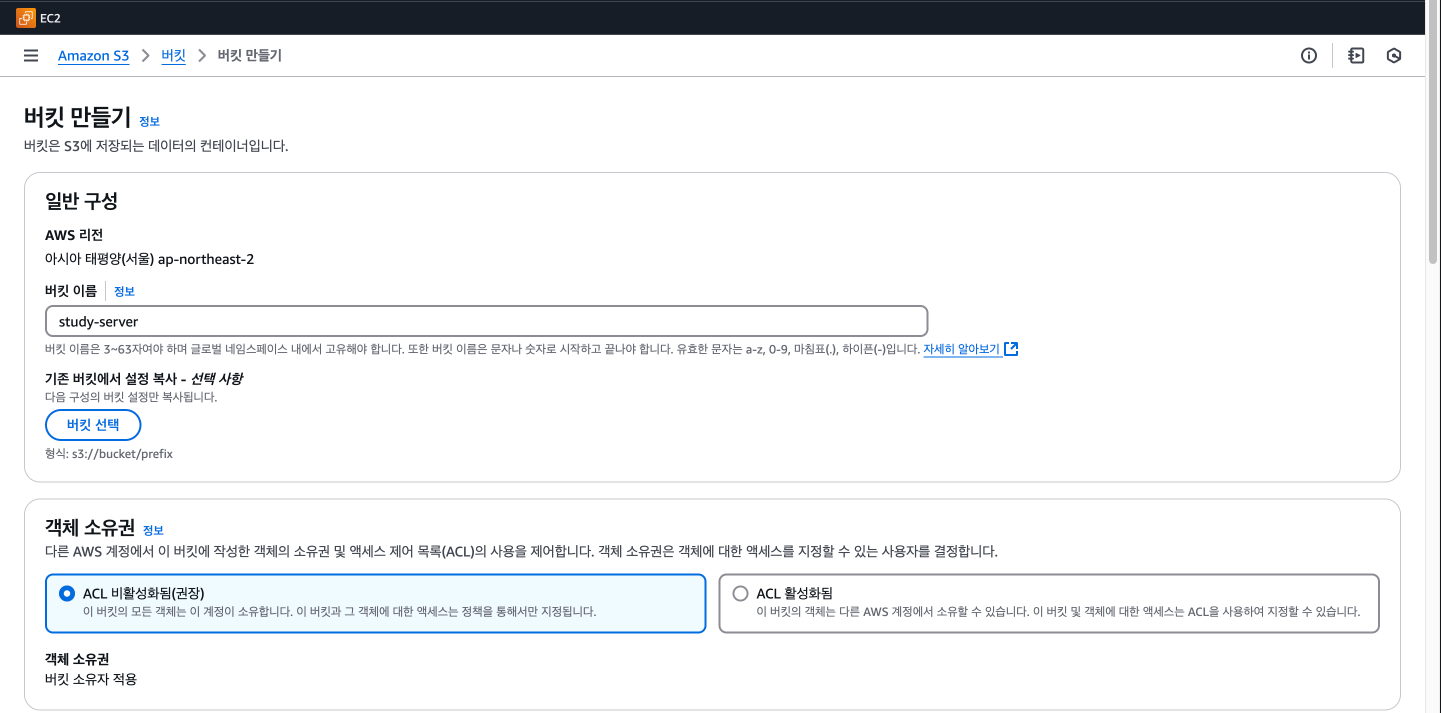 EC2
Amazon S3 > 버킷 > 버킷 만들기
버킷 만들기 정보
버킷은 S3에 저장되는 데이터의 컨테이너입니다.
일반 구성
AWS 리전
아시아 태평양(서울) ap-northeast-2
버킷 이름 정보
study-server
버킷 이름은 3~63자여야 하며 글로벌 네임스페이스 내에서 고유해야 합니다. 또한 버킷 이름은 문자나 숫자로 시작하고 끝나야 합니다. 유효한 문자는 a-z, 0-9, 마침표(.), 하이픈(-)입니다. 자세히 알아보기
기존 버킷에서 설정 복사 - 선택 사항
다음 구성의 버킷 설정만 복사됩니다.
버킷 선택
형식: s3://bucket/prefix
객체 소유권 정보
다른 AWS 계정에서 이 버킷에 작성한 객체의 소유권 및 액세스 제어 목록(ACL)의 사용을 제어합니다. 객체 소유권은 객체에 대한 액세스를 지정할 수 있는 사용자를 결정합니다.
ACL 비활성화됨(권장)
이 버킷의 모든 객체는 이 계정이 소유합니다. 이 버킷과 그 객체에 대한 액세스는 정책을 통해서만 지정됩니다.
ACL 활성화됨
이 버킷의 객체는 다른 AWS 계정에서 소유할 수 있습니다. 이 버킷 및 객체에 대한 액세스는 ACL을 사용하여 지정할 수 있습니다.
객체 소유권
버킷 소유자 적용